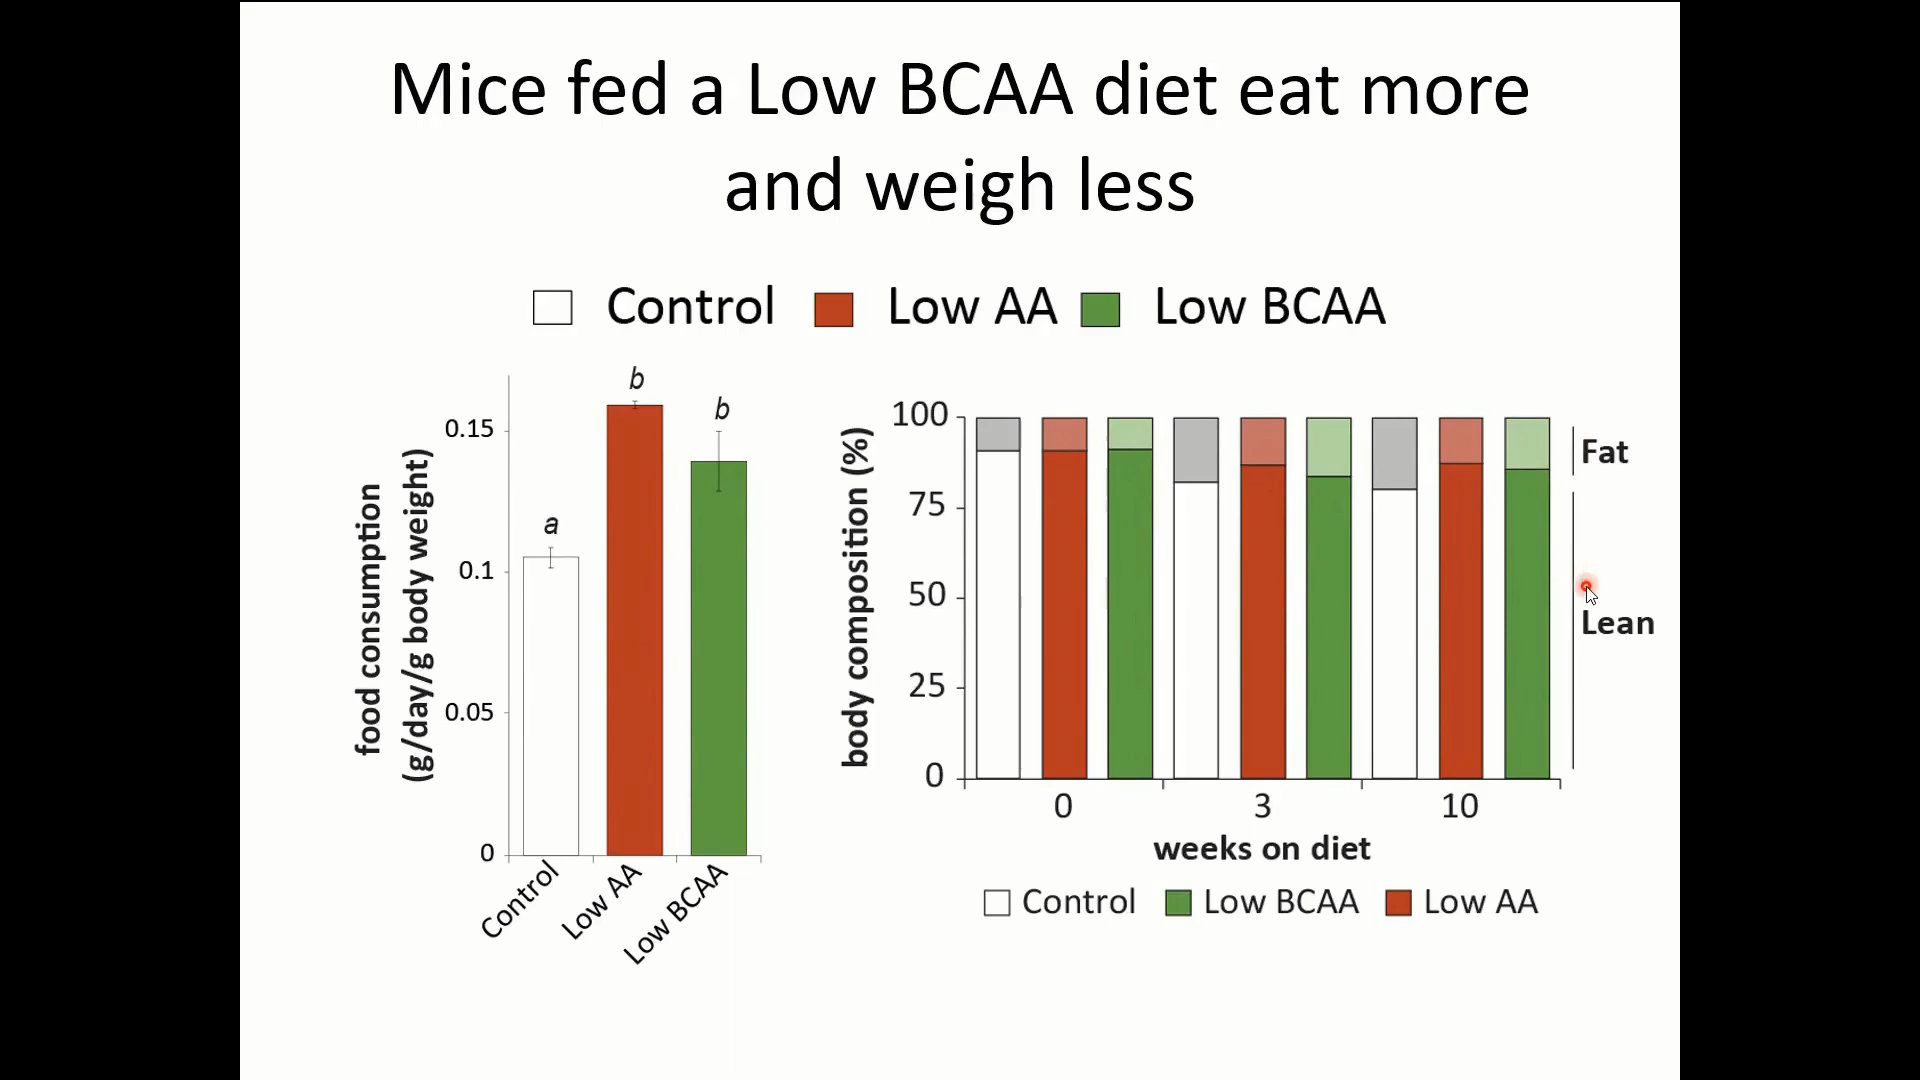 Mice fed a Low BCAA diet eat more
and weigh less
Control Low AA Low BCAA
food consumption
(g/day/g body weight)
0.15
0.1
0.05
0
a
b
b
Control
Low AA
Low BCAA
body composition (%)
100
75
50
25
0
Fat
Lean
0 3 10
weeks on diet
Control Low BCAA Low AA